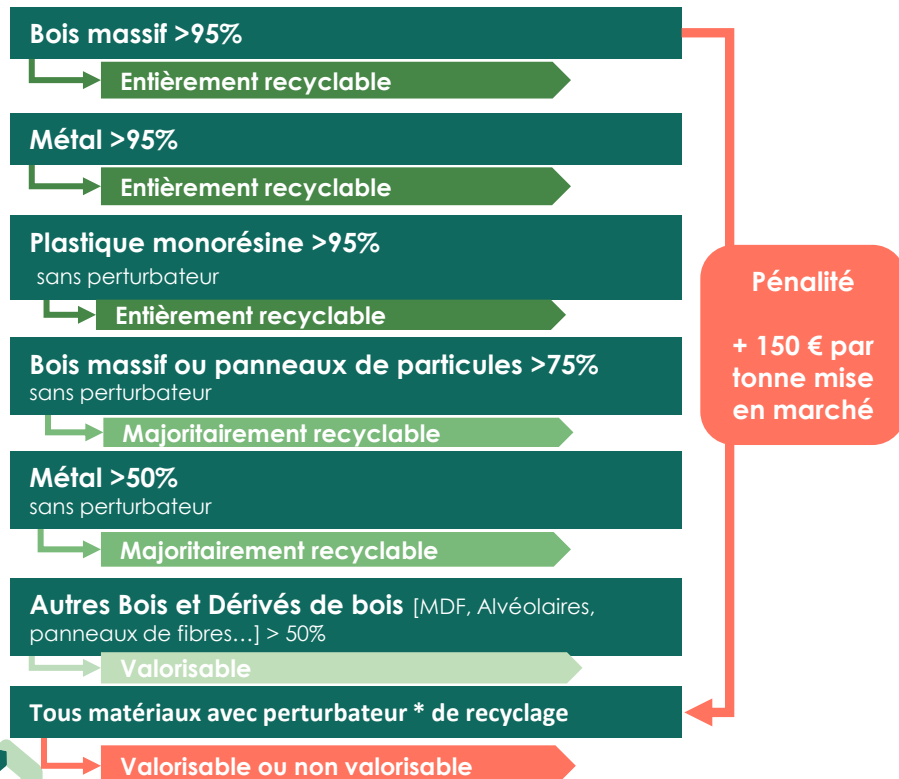 Bois massif >95%
Entièrement recyclable
Métal >95%
Entièrement recyclable
Plastique monorésine >95%
sans perturbateur
Entièrement recyclable
Bois massif ou panneaux de particules >75%
sans perturbateur
Majoritairement recyclable
Métal >50%
sans perturbateur
Majoritairement recyclable
Autres Bois et Dérivés de bois [MDF, Alvéolaires,
panneaux de fibres…] > 50%
Valorisable
Tous matériaux avec perturbateur * de recyclage
Valorisable ou non valorisable
Pénalité
+ 150 € par
tonne mise
en marché